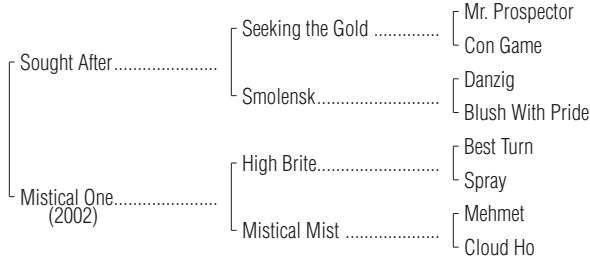 Mr. Prospector
Seeking the Gold ..............
Con Game
Sought After......................
Danzig
Smolensk..........................
Blush With Pride
Best Turn
High Brite..........................
Spray
Mistical One......................
(2002)
Mehmet
Mistical Mist ....................
Cloud Ho